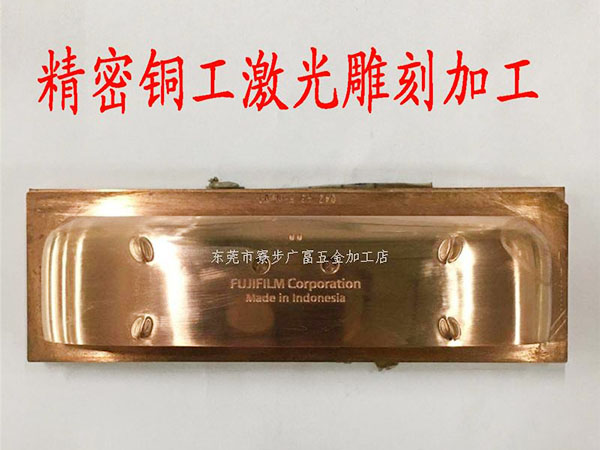 精密铜工激光雕刻加工
东莞市寮步广富五金加工店
FUJIFILM Corporation
Made in Indonesia